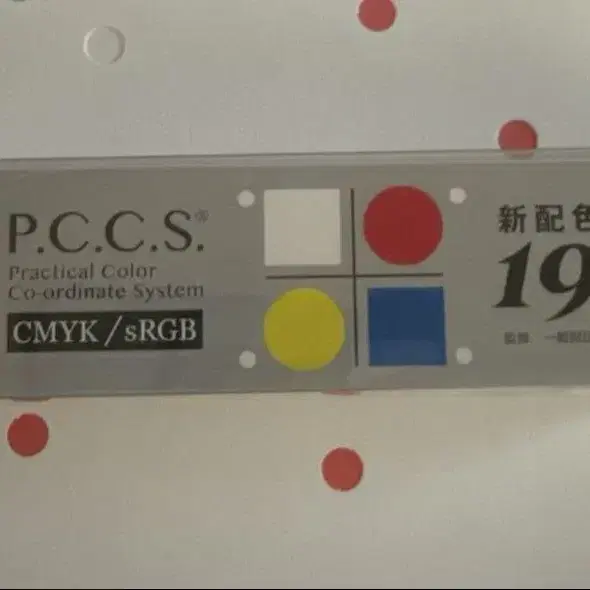 P.C.C.S.®
Practical Color
Co-ordinate System
CMYK/sRGB
新配色
19
監修